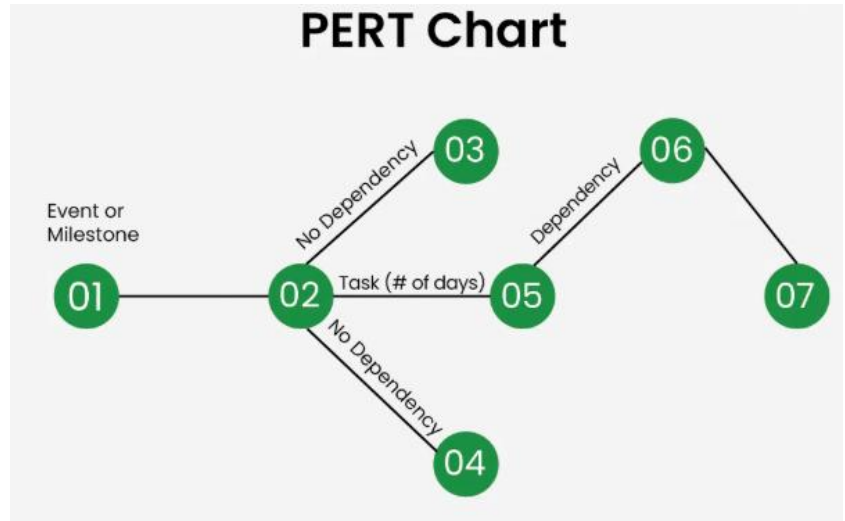 PERT Chart
03
06
No Dependency
Dependency
Event or
Milestone
01
02
Task (# of days)
05
07
No Dependency
04